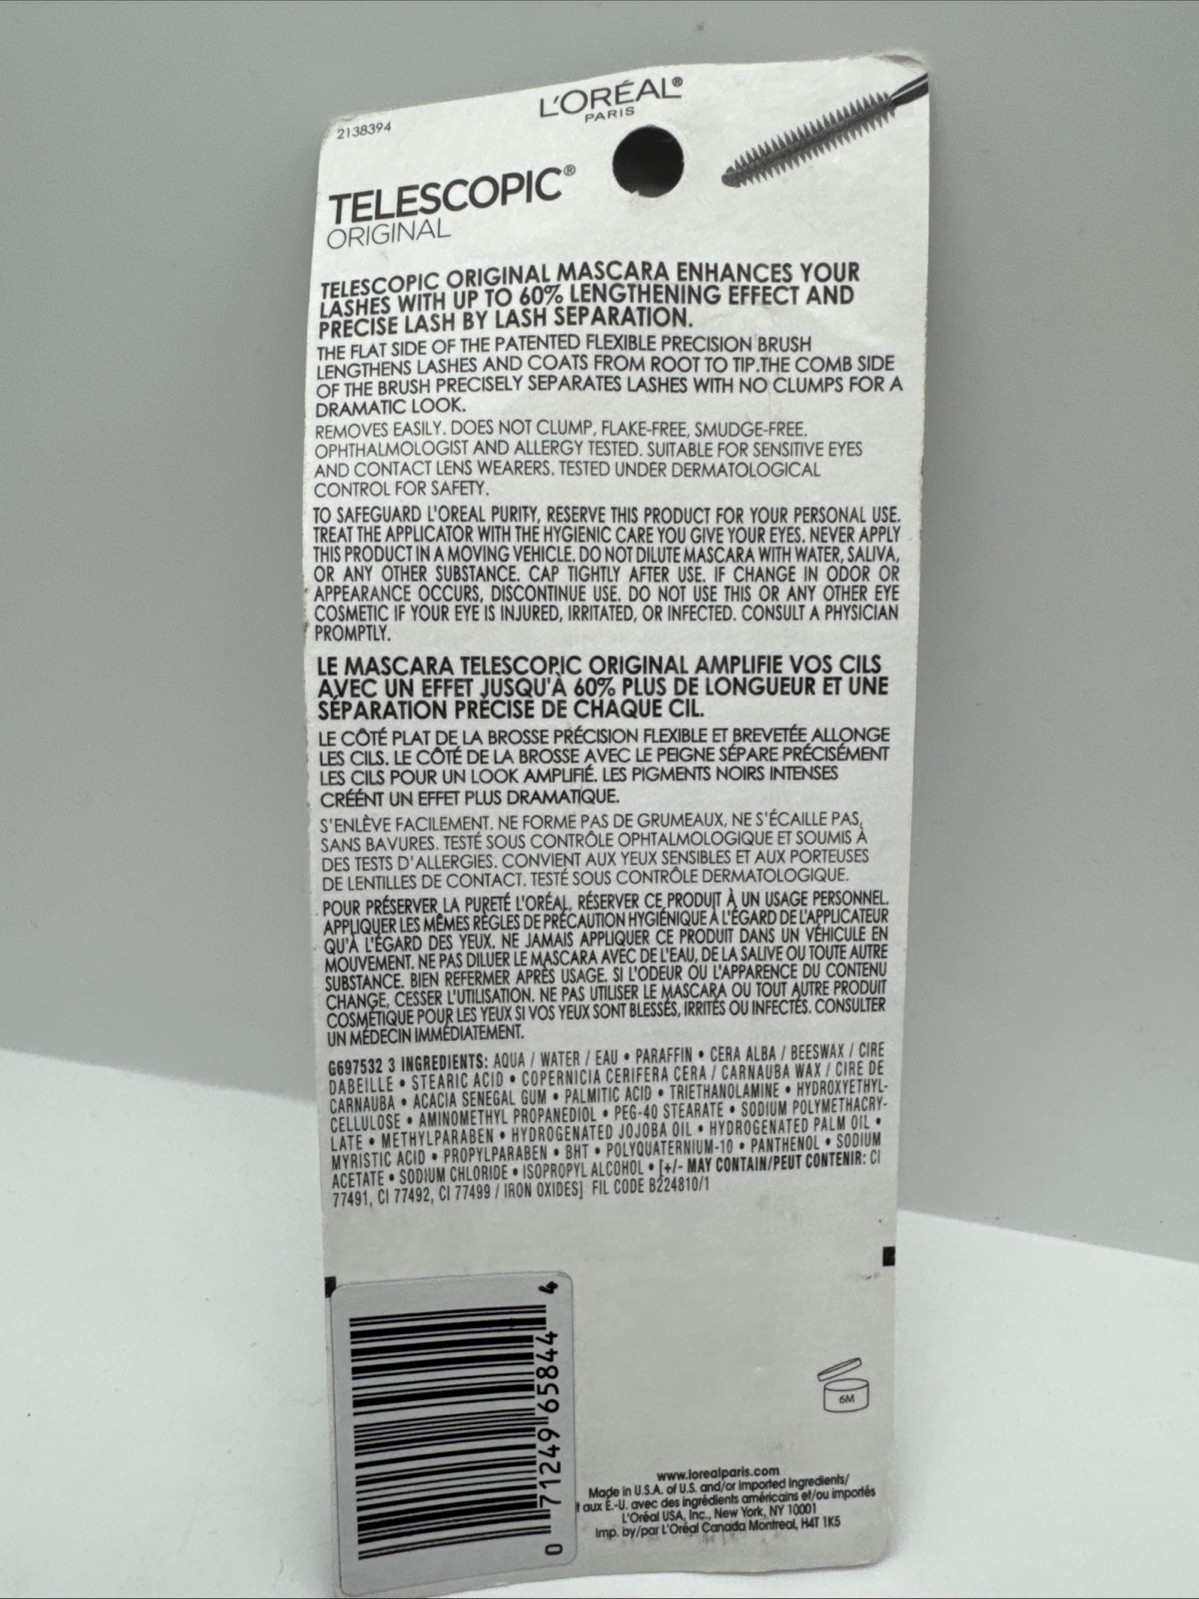 2138394
L'ORÉAL®
PARIS
TELESCOPIC®
ORIGINAL
TELESCOPIC ORIGINAL MASCARA ENHANCES YOUR
LASHES WITH UP TO 60% LENGTHENING EFFECT AND
PRECISE LASH BY LASH SEPARATION.
THE FLAT SIDE OF THE PATENTED FLEXIBLE PRECISION BRUSH
LENGTHENS LASHES AND COATS FROM ROOT TO TIP.THE COMB SIDE
OF THE BRUSH PRECISELY SEPARATES LASHES WITH NO CLUMPS FOR A
DRAMATIC LOOK.
REMOVES EASILY. DOES NOT CLUMP, FLAKE-FREE, SMUDGE-FREE.
OPHTHALMOLOGIST AND ALLERGY TESTED. SUITABLE FOR SENSITIVE EYES
AND CONTACT LENS WEARERS. TESTED UNDER DERMATOLOGICAL
CONTROL FOR SAFETY.
TO SAFEGUARD L'OREAL PURITY, RESERVE THIS PRODUCT FOR YOUR PERSONAL USE.
TREAT THE APPLICATOR WITH THE HYGIENIC CARE YOU GIVE YOUR EYES. NEVER APPLY
THIS PRODUCT IN A MOVING VEHICLE. DO NOT DILUTE MASCARA WITH WATER, SALIVA,
OR ANY OTHER SUBSTANCE. CAP TIGHTLY AFTER USE. IF CHANGE IN ODOR OR
APPEARANCE OCCURS, DISCONTINUE USE. DO NOT USE THIS OR ANY OTHER EYE
COSMETIC IF YOUR EYE IS INJURED, IRRITATED, OR INFECTED. CONSULT A PHYSICIAN
PROMPTLY.
LE MASCARA TELESCOPIC ORIGINAL AMPLIFIE VOS CILS
AVEC UN EFFET JUSQU'À 60% PLUS DE LONGUEUR ET UNE
SÉPARATION PRÉCISE DE CHAQUE CIL.
LE CÔTÉ PLAT DE LA BROSSE PRÉCISION FLEXIBLE ET BREVETÉE ALLONGE
LES CILS. LE CÔTÉ DE LA BROSSE AVEC LE PEIGNE SÉPARE PRÉCISÉMENT
LES CILS POUR UN LOOK AMPLIFIÉ. LES PIGMENTS NOIRS INTENSES
CRÉÉNT UN EFFET PLUS DRAMATIQUE.
S'ENLÈVE FACILEMENT. NE FORME PAS DE GRUMEAUX, NE S'ÉCAILLE PAS,
SANS BAVURES. TESTÉ SOUS CONTRÔLE OPHTALMOLOGIQUE ET SOUMIS À
DES TESTS D'ALLERGIES. CONVIENT AUX YEUX SENSIBLES ET AUX PORTEUSES
DE LENTILLES DE CONTACT. TESTÉ SOUS CONTRÔLE DERMATOLOGIQUE.
POUR PRÉSERVER LA PURETÉ L'ORÉAL, RÉSERVER CE PRODUIT À UN USAGE PERSONNEL.
APPLIQUER LES MÊMES RÈGLES DE PRÉCAUTION HYGIÉNIQUE À L'ÉGARD DE L'APPLICATEUR
QU'À L'ÉGARD DES YEUX. NE JAMAIS APPLIQUER CE PRODUIT DANS UN VÉHICULE EN
MOUVEMENT. NE PAS DILUER LE MASCARA AVEC DE L'EAU, DE LA SALIVE OU TOUTE AUTRE
SUBSTANCE. BIEN REFERMER APRÈS USAGE. SI L'ODEUR OU L'APPARENCE DU CONTENU
CHANGE, CESSER L'UTILISATION. NE PAS UTILISER LE MASCARA OU TOUT AUTRE PRODUIT
COSMÉTIQUE POUR LES YEUX SI VOS YEUX SONT BLESSÉS, IRRITÉS OU INFECTÉS. CONSULTER
UN MÉDECIN IMMÉDIATEMENT.
G697532 3 INGREDIENTS: AQUA / WATER / EAU • PARAFFIN • CERA ALBA / BEESWAX / CIRE
DABEILLE • STEARIC ACID • COPERNICIA CERIFERA CERA / CARNAUBA WAX / CIRE DE
CARNAUBA • ACACIA SENEGAL GUM • PALMITIC ACID • TRIETHANOLAMINE • HYDROXYETHYL-
CELLULOSE • AMINOMETHYL PROPANEDIOL • PEG-40 STEARATE • SODIUM POLYMETHACRY-
LATE • METHYLPARABEN • HYDROGENATED JOJOBA OIL • HYDROGENATED PALM OIL •
MYRISTIC ACID • PROPYLPARABEN • BHT • POLYQUATERNIUM-10 • PANTHENOL • SODIUM
ACETATE • SODIUM CHLORIDE • ISOPROPYL ALCOHOL • [+/- MAY CONTAIN/PEUT CONTENIR: CI
77491, CI 77492, CI 77499 / IRON OXIDES] FIL CODE B224810/1
0 71249 65844 4
6M
www.lorealparis.com
Made in U.S.A. of U.S. and/or Imported Ingredients/
t aux É.-U. avec des ingrédients américains et/ou importés
L'Oréal USA, Inc., New York, NY 10001
Imp. by/par L'Oréal Canada Montreal, H4T 1K5